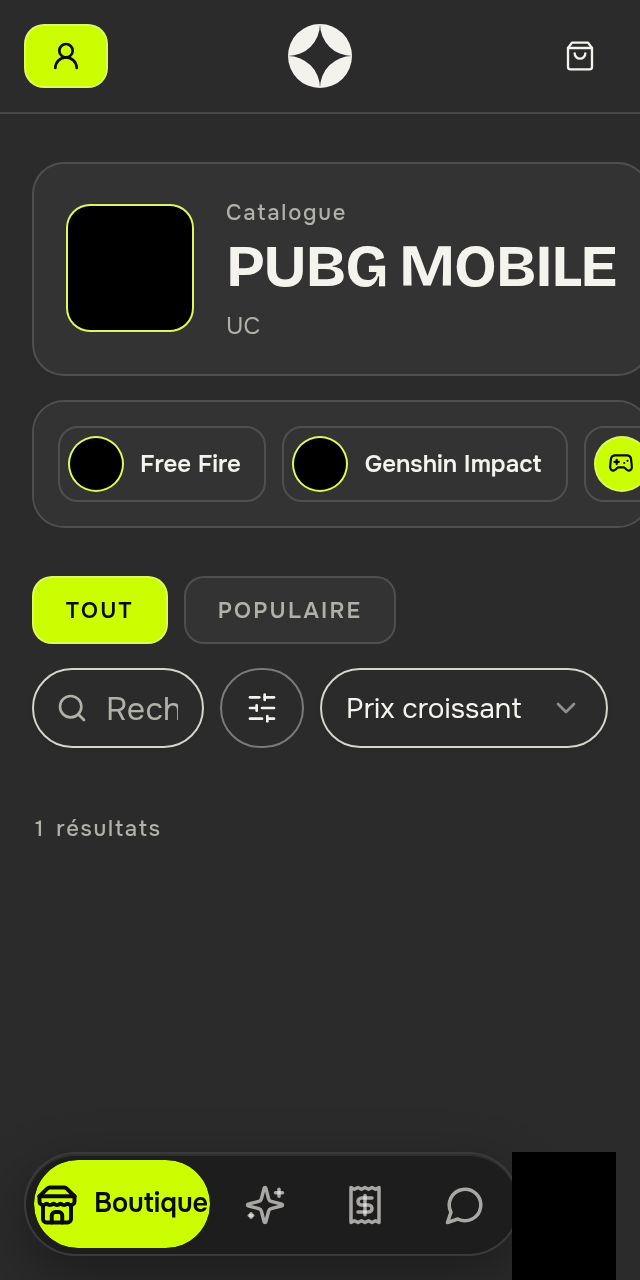 Catalogue
PUBG MOBILE
UC
Free Fire
Genshin Impact
TOUT
POPULAIRE
Rech
Prix croissant
1 résultats
Boutique